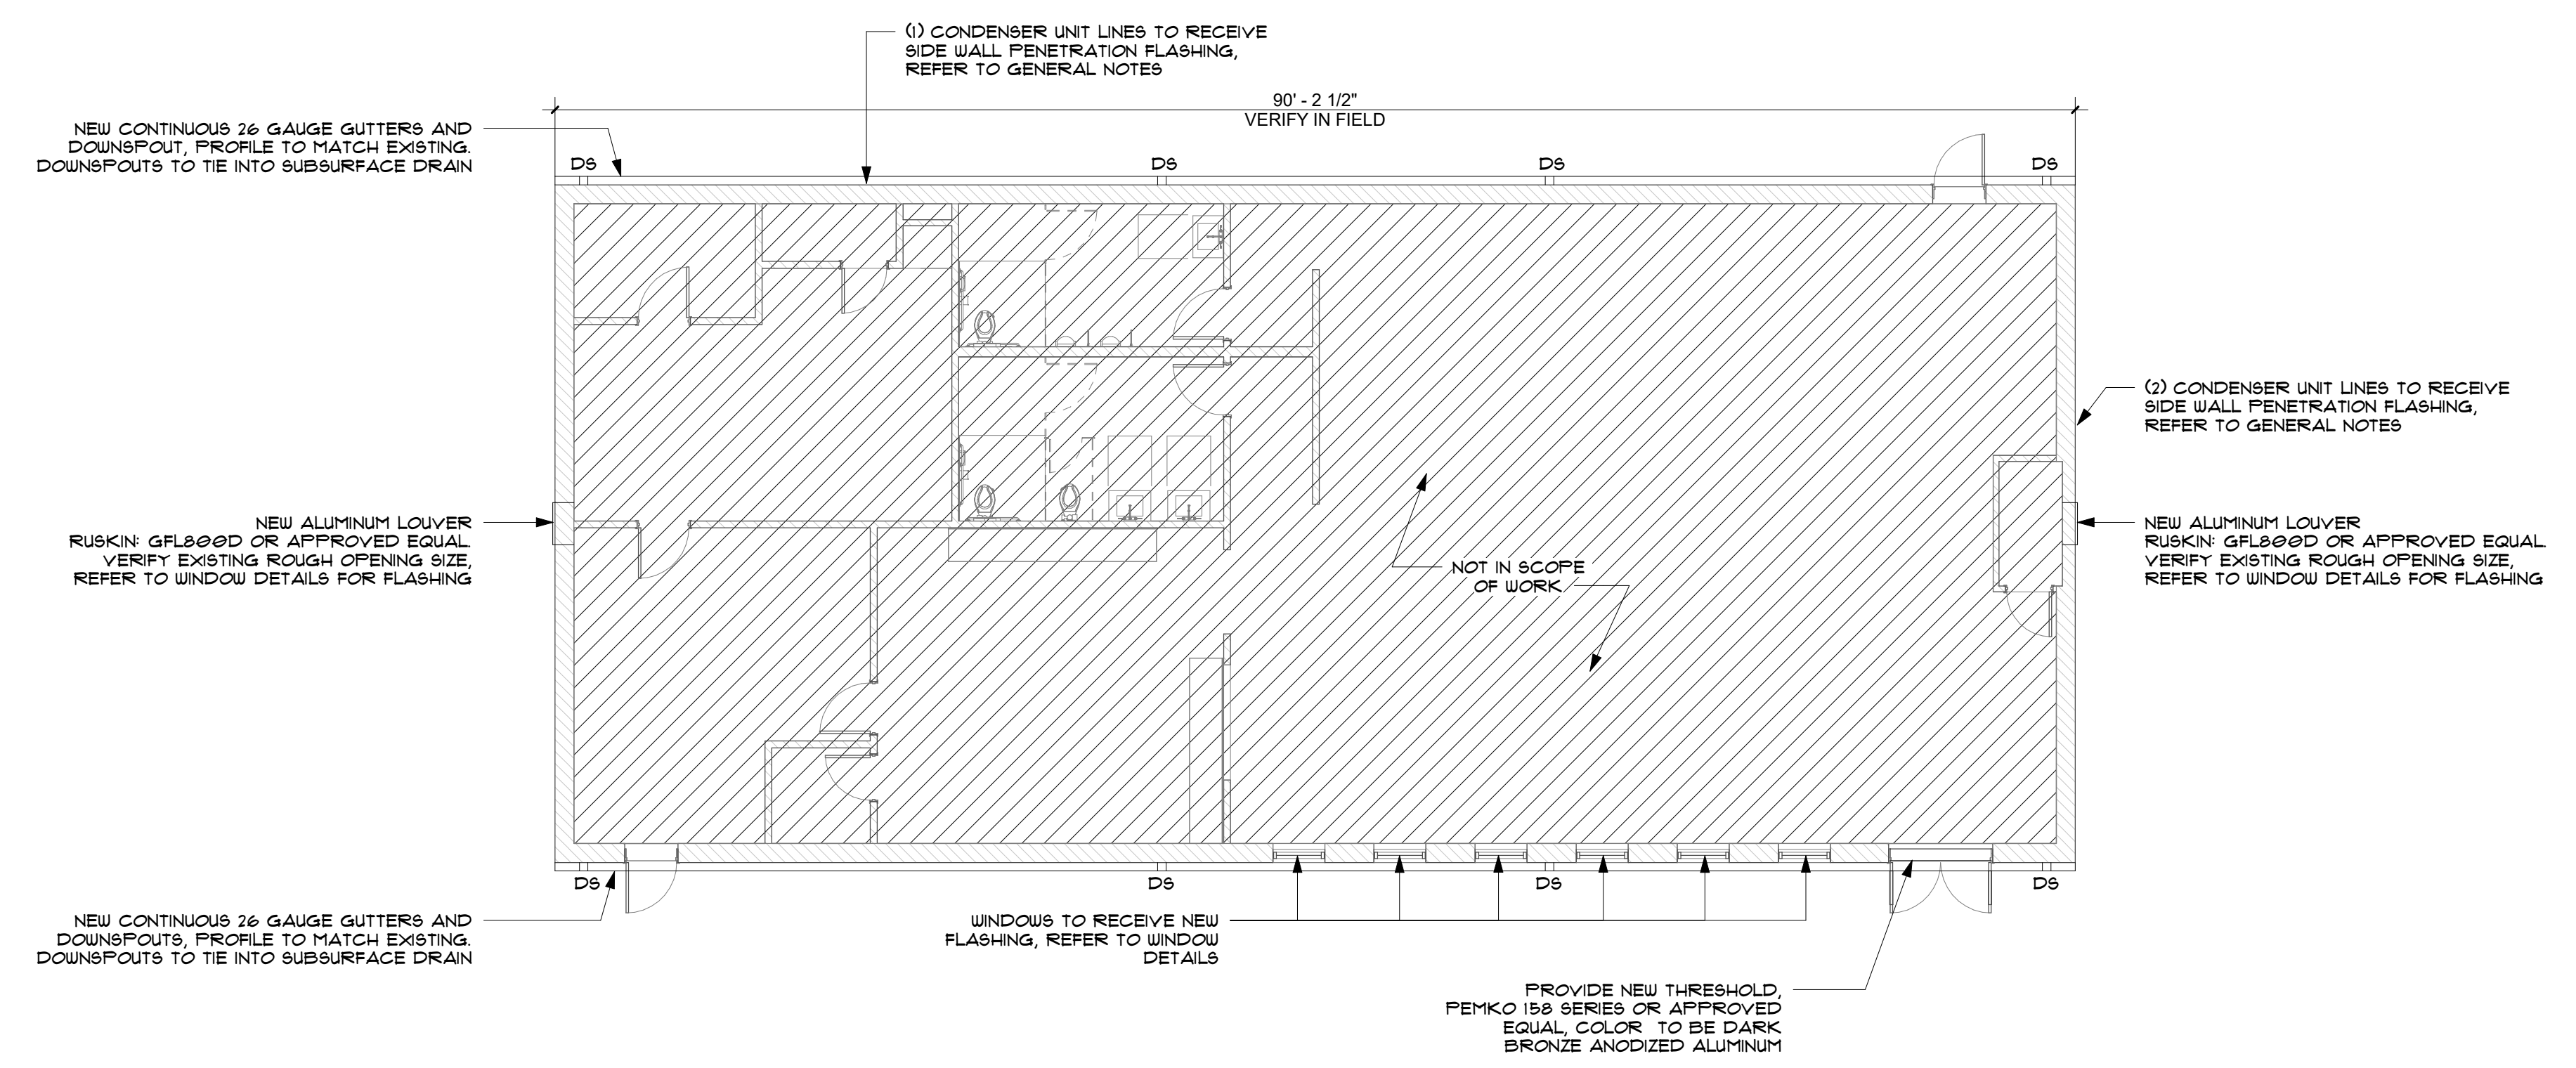 (1) CONDENSER UNIT LINES TO RECEIVE
SIDE WALL PENETRATION FLASHING,
REFER TO GENERAL NOTES
90' - 2 1/2"
VERIFY IN FIELD
NEW CONTINUOUS 26 GAUGE GUTTERS AND
DOWNSPOUT, PROFILE TO MATCH EXISTING.
DOWNSPOUTS TO TIE INTO SUBSURFACE DRAIN
DS
DS
DS
DS
(2) CONDENSER UNIT LINES TO RECEIVE
SIDE WALL PENETRATION FLASHING,
REFER TO GENERAL NOTES
NEW ALUMINUM LOUVER
RUSKIN: GFL800D OR APPROVED EQUAL.
VERIFY EXISTING ROUGH OPENING SIZE,
REFER TO WINDOW DETAILS FOR FLASHING
NOT IN SCOPE
OF WORK
NEW ALUMINUM LOUVER
RUSKIN: GFL800D OR APPROVED EQUAL.
VERIFY EXISTING ROUGH OPENING SIZE,
REFER TO WINDOW DETAILS FOR FLASHING
DS
DS
DS
DS
NEW CONTINUOUS 26 GAUGE GUTTERS AND
DOWNSPOUTS, PROFILE TO MATCH EXISTING.
DOWNSPOUTS TO TIE INTO SUBSURFACE DRAIN
WINDOWS TO RECEIVE NEW
FLASHING, REFER TO WINDOW
DETAILS
PROVIDE NEW THRESHOLD,
PEMKO 158 SERIES OR APPROVED
EQUAL, COLOR TO BE DARK
BRONZE ANODIZED ALUMINUM